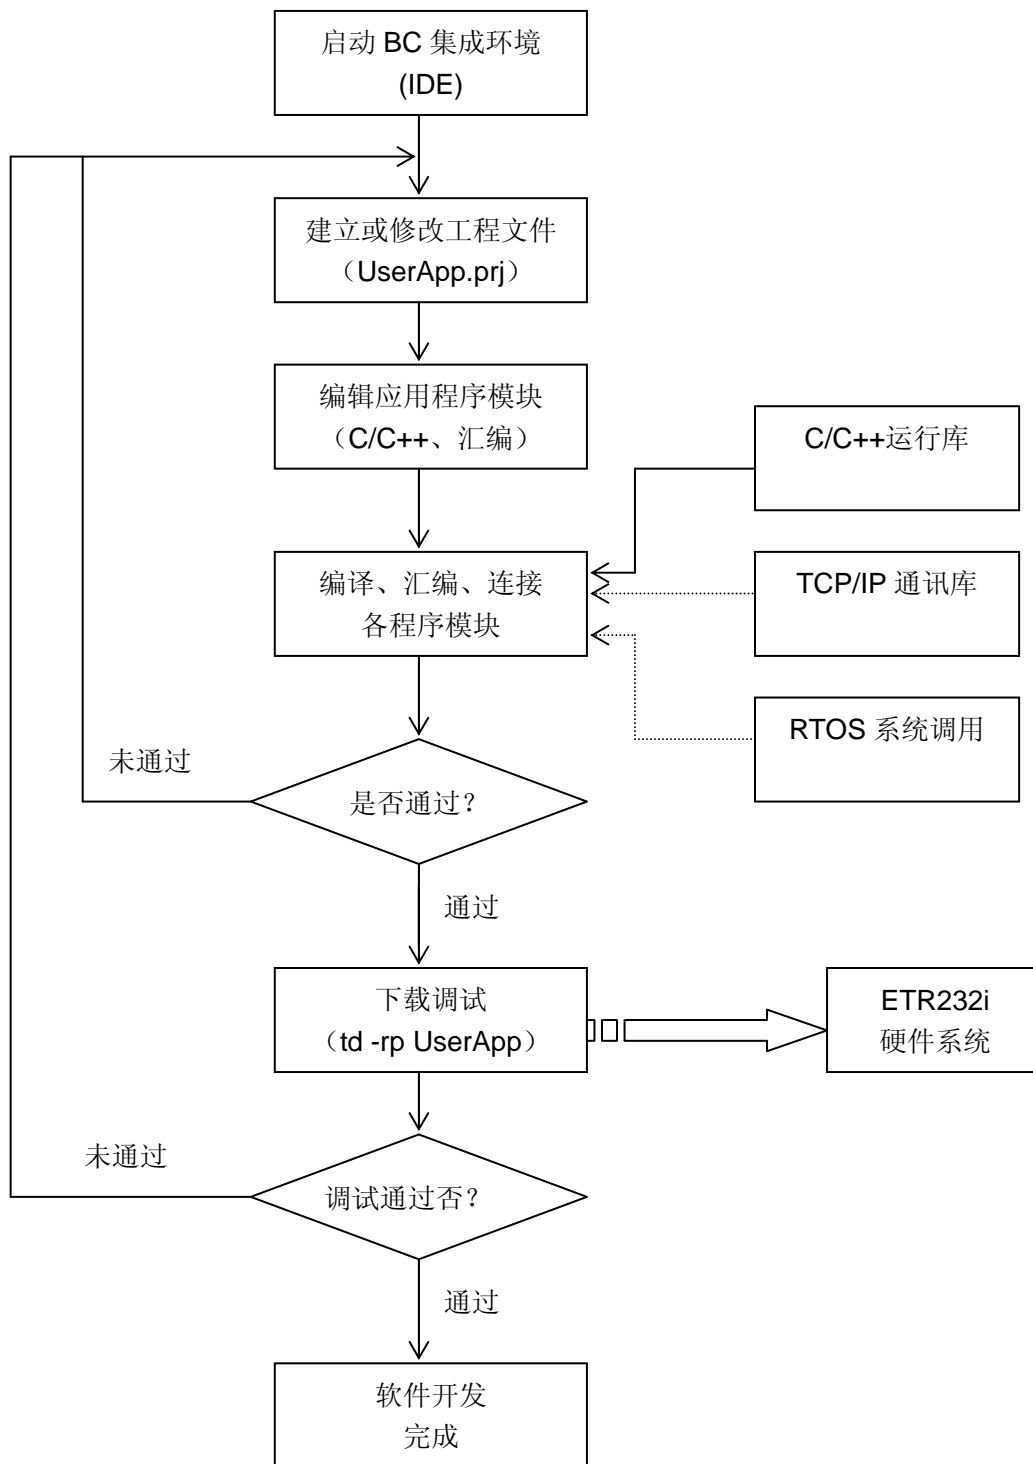 启动 BC 集成环境
(IDE)
建立或修改工程文件
（UserApp.prj）
编辑应用程序模块
（C/C++、汇编）
C/C++运行库
编译、汇编、连接
各程序模块
TCP/IP 通讯库
RTOS 系统调用
未通过
是否通过？
通过
下载调试
（td -rp UserApp）
ETR232i
硬件系统
未通过
调试通过否？
通过
软件开发
完成